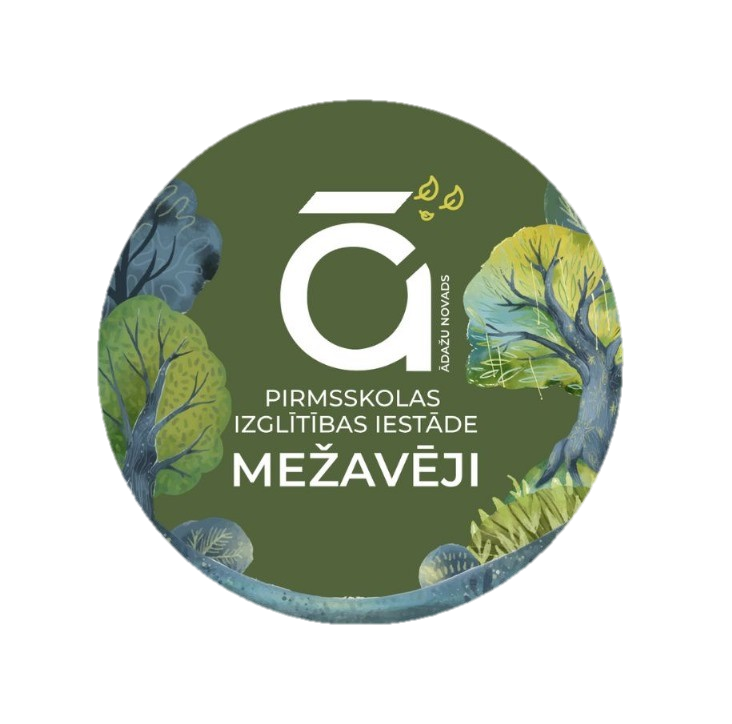 ā
ĀDAŽU NOVADS
PIRMSSKOLAS
IZGLĪTĪBAS IESTĀDE
MEŽAVĒJI